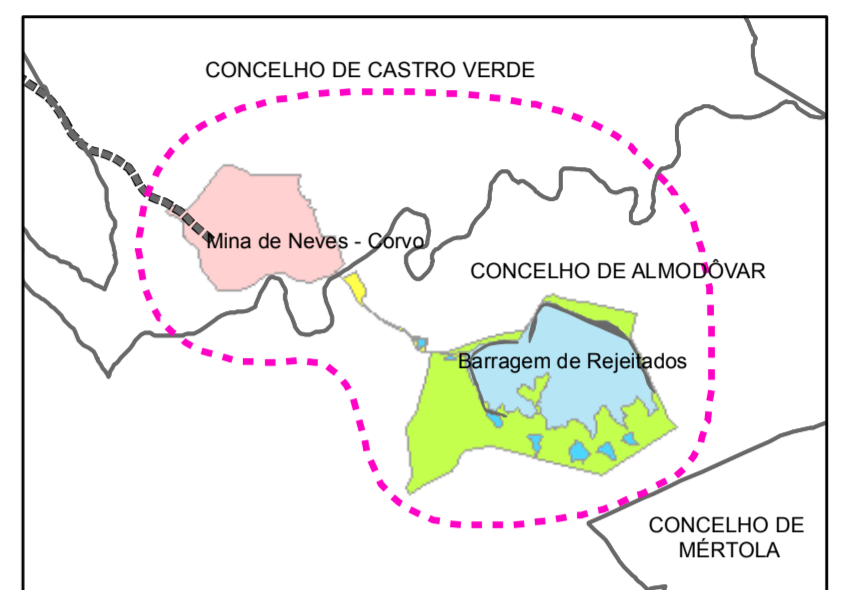 CONCELHO DE CASTRO VERDE
Mina de Neves - Corvo
CONCELHO DE ALMODÔVAR
Barragem de Rejeitados
CONCELHO DE
MÉRTOLA